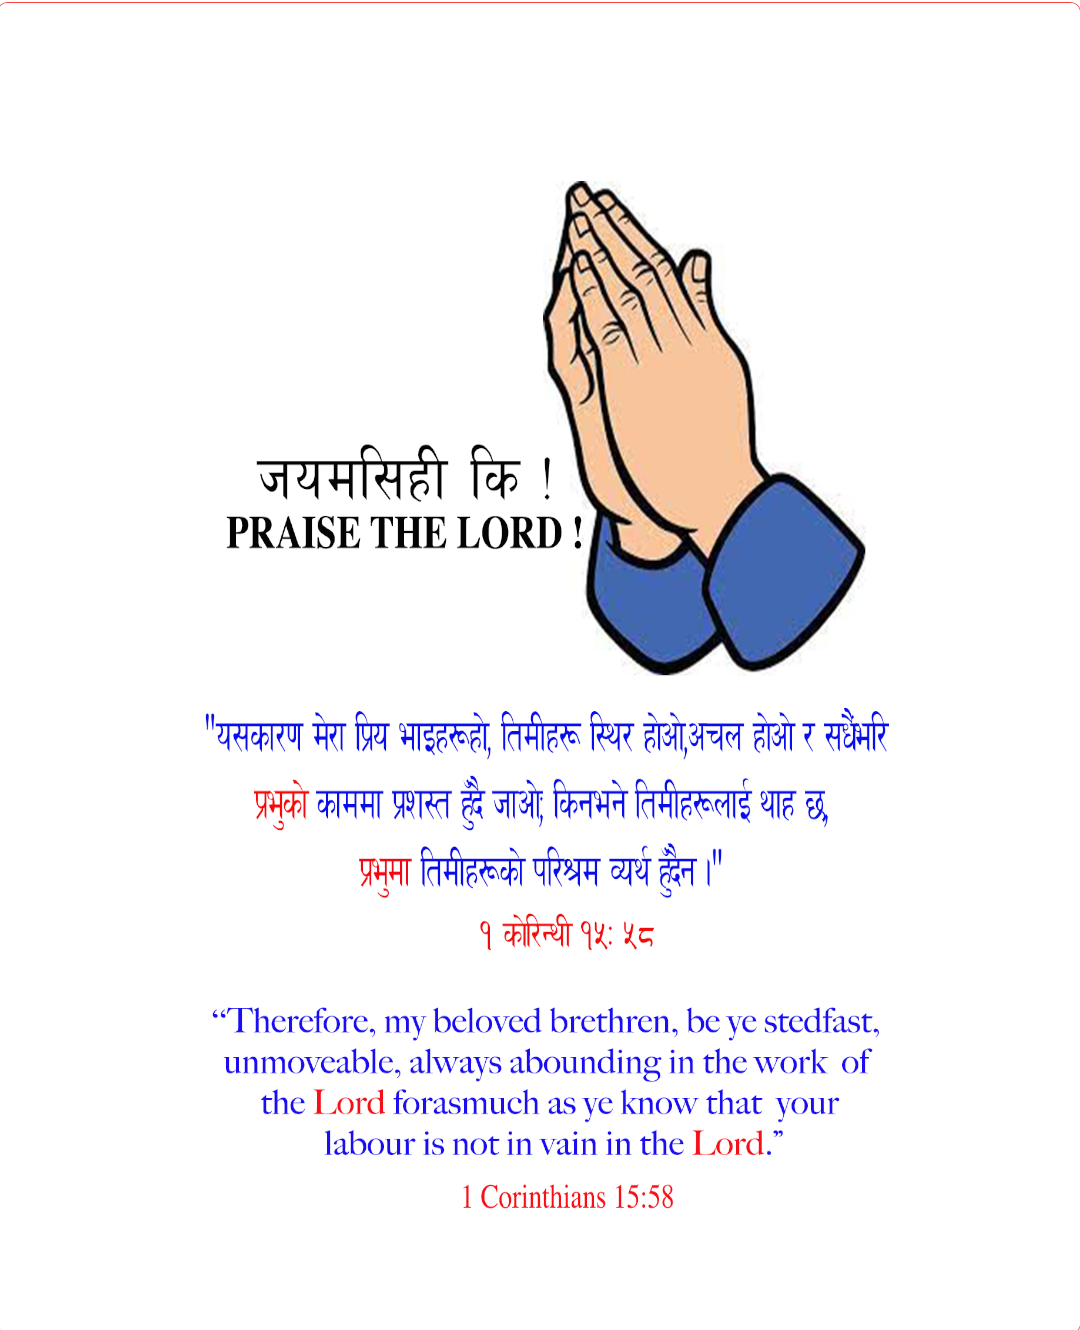 जयमसिही कि !
PRAISE THE LORD !
"यसकारण मेरा प्रिय भाइहरूहो, तिमीहरू स्थिर होओ,अचल होओ र सधैँभरि
प्रभुको काममा प्रशस्त हुँदै जाओ; किनभने तिमीहरूलाई थाह छ,
प्रभुमा तिमीहरूको परिश्रम व्यर्थ हुँदैन ।"
१ कोरिन्थी १५: ५८
“Therefore, my beloved brethren, be ye stedfast,
unmoveable, always abounding in the work of
the Lord forasmuch as ye know that your
labour is not in vain in the Lord.”
1 Corinthians 15:58